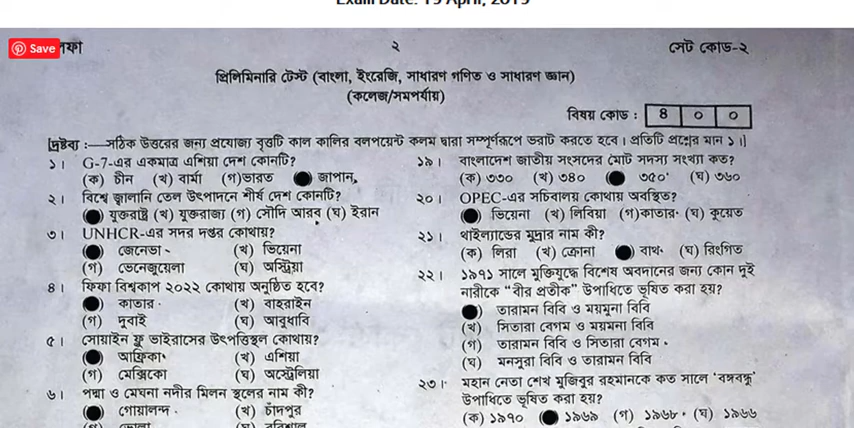 Exam Date: 19 April, 2019
Save
২
সেট কোড-২
প্রিলিমিনারি টেস্ট (বাংলা, ইংরেজি, সাধারণ গণিত ও সাধারণ জ্ঞান)
(কলেজ/সমপর্যায়)
বিষয় কোড : ৪ ০ ০
দ্রষ্টব্য :—সঠিক উত্তরের জন্য প্রযোজ্য বৃত্তটি কাল কালির বলপয়েন্ট কলম দ্বারা সম্পূর্ণরূপে ভরাট করতে হবে। প্রতিটি প্রশ্নের মান ১।]
১। G-7-এর একমাত্র এশিয়া দেশ কোনটি?
(ক) চীন (খ) বার্মা (গ)ভারত জাপান
২। বিশ্বে জ্বালানি তেল উৎপাদনে শীর্ষ দেশ কোনটি?
যুক্তরাষ্ট্র (খ) যুক্তরাজ্য (গ) সৌদি আরব (ঘ) ইরান
৩। UNHCR-এর সদর দপ্তর কোথায়?
জেনেভা (খ) ভিয়েনা
(গ) ভেনেজুয়েলা (ঘ) অস্ট্রিয়া
৪। ফিফা বিশ্বকাপ ২০২২ কোথায় অনুষ্ঠিত হবে?
কাতার (খ) বাহরাইন
(গ) দুবাই (ঘ) আবুধাবি
৫। সোয়াইন ফ্লু ভাইরাসের উৎপত্তিস্থল কোথায়?
আফ্রিকা (খ) এশিয়া
(গ) মেক্সিকো (ঘ) অস্ট্রেলিয়া
৬। পদ্মা ও মেঘনা নদীর মিলন স্থলের নাম কী?
গোয়ালন্দ (খ) চাঁদপুর
১৯। বাংলাদেশ জাতীয় সংসদের মোট সদস্য সংখ্যা কত?
(ক) ৩৩০ (খ) ৩৪০ ৩৫০ (ঘ) ৩৬০
২০। OPEC-এর সচিবালয় কোথায় অবস্থিত?
ভিয়েনা (খ) লিবিয়া (গ)কাতার (ঘ) কুয়েত
২১। থাইল্যান্ডের মুদ্রার নাম কী?
(ক) লিরা (খ) ক্রোনা বাথ (ঘ) রিংগিত
২২। ১৯৭১ সালে মুক্তিযুদ্ধে বিশেষ অবদানের জন্য কোন দুই
নারীকে “বীর প্রতীক” উপাধিতে ভূষিত করা হয়?
তারামন বিবি ও ময়মুনা বিবি
(খ) সিতারা বেগম ও ময়মনা বিবি
(গ) তারামন বিবি ও সিতারা বেগম
(ঘ) মনসুরা বিবি ও তারামন বিবি
২৩। মহান নেতা শেখ মুজিবুর রহমানকে কত সালে ‘বঙ্গবন্ধু’
উপাধিতে ভূষিত করা হয়?
(ক) ১৯৭০ ১৯৬৯ (গ) ১৯৬৮ (ঘ) ১৯৬৬